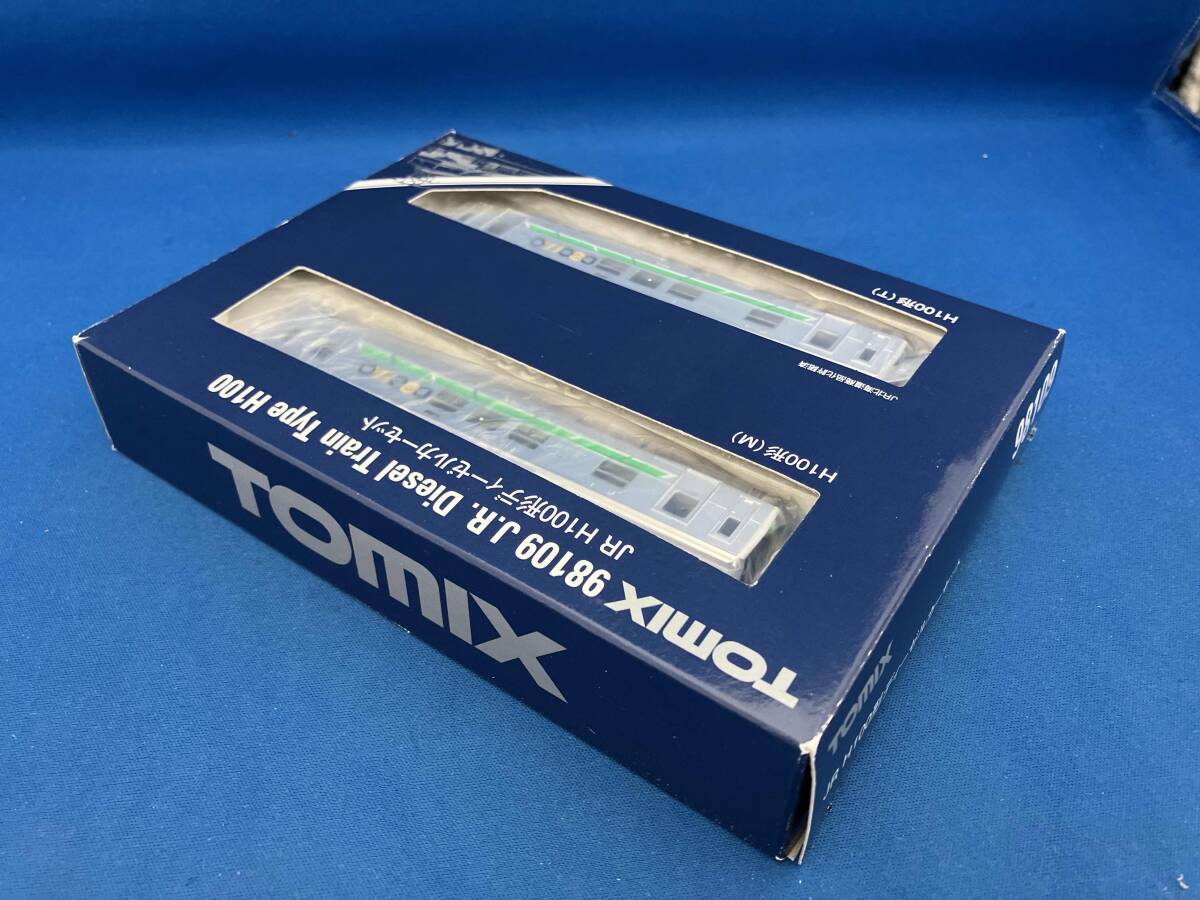 H100形(T)
JR北海道商品化許諾済
H100形(M)
TOMIX 98109 J.R. Diesel Train Type H100
JR H100形ディーゼルカーセット
TOMIX
98109
TOMIX